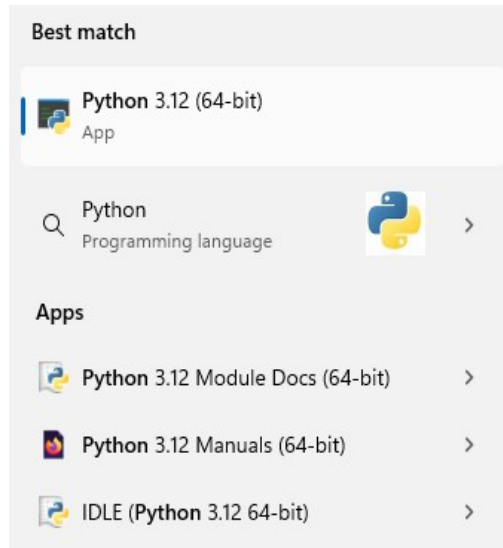 Best match
Python 3.12 (64-bit)
App
Python
Programming language
Apps
Python 3.12 Module Docs (64-bit)
Python 3.12 Manuals (64-bit)
IDLE (Python 3.12 64-bit)